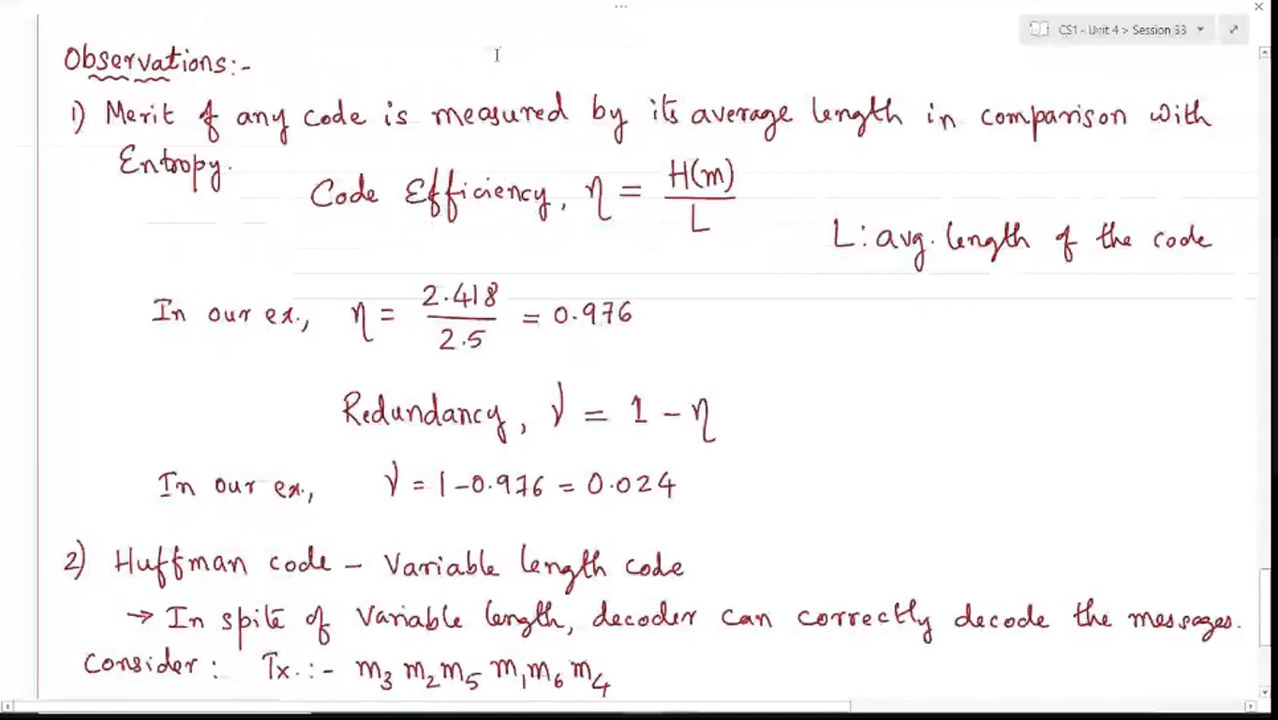 CS1 - Unit 4 > Session 33
Observations:-
1) Merit of any code is measured by its average length in comparison with
Entropy.
Code Efficiency, η = H(m)/L
L: avg. length of the code
In our ex., η = 2.418/2.5 = 0.976
Redundancy, γ = 1 - η
In our ex., γ = 1 - 0.976 = 0.024
2) Huffman code - Variable length code
→ In spite of variable length, decoder can correctly decode the messages.
Consider: Tx.:- m₃ m₂ m₅ m₁ m₆ m₄